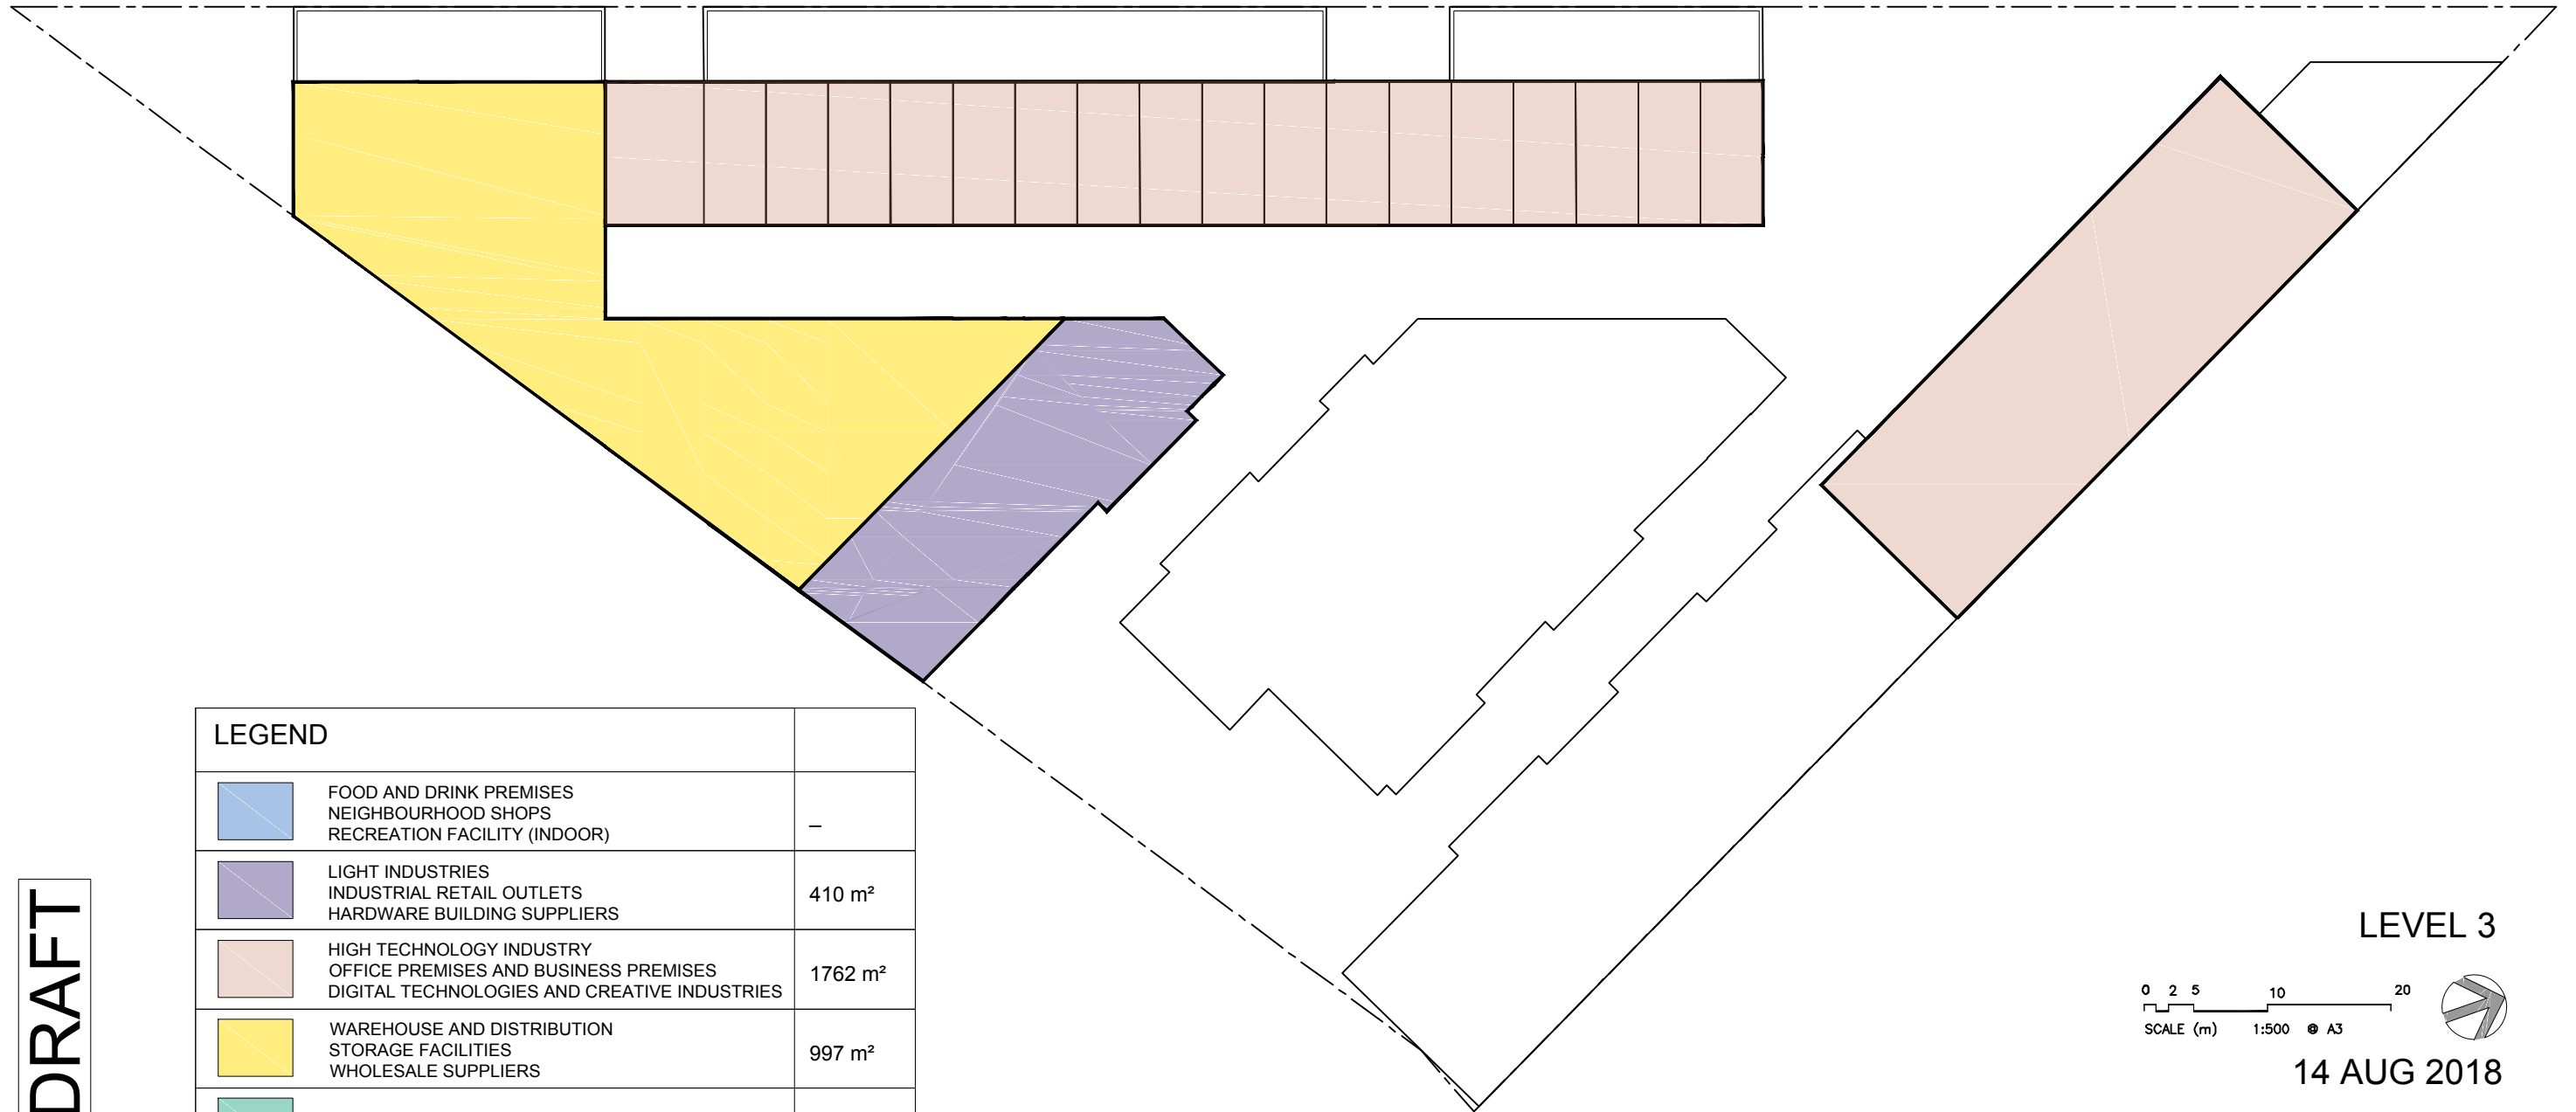 LEGEND
FOOD AND DRINK PREMISES
NEIGHBOURHOOD SHOPS
RECREATION FACILITY (INDOOR)
–
LIGHT INDUSTRIES
INDUSTRIAL RETAIL OUTLETS
HARDWARE BUILDING SUPPLIERS
410 m²
HIGH TECHNOLOGY INDUSTRY
OFFICE PREMISES AND BUSINESS PREMISES
DIGITAL TECHNOLOGIES AND CREATIVE INDUSTRIES
1762 m²
WAREHOUSE AND DISTRIBUTION
STORAGE FACILITIES
WHOLESALE SUPPLIERS
997 m²
DRAFT
LEVEL 3
0 2 5 10 20
SCALE (m) 1:500 @ A3
14 AUG 2018